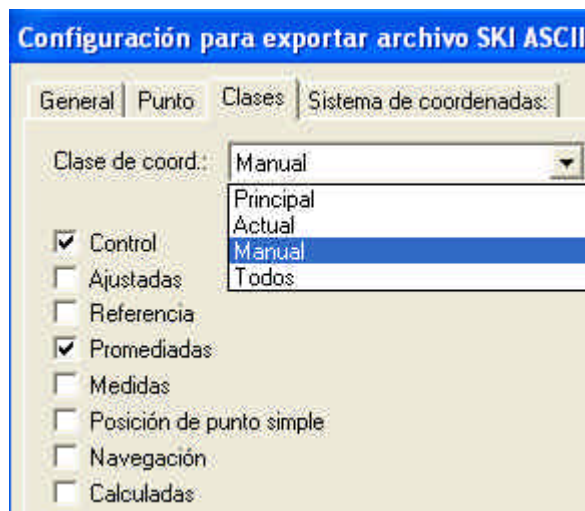 Configuración para exportar archivo SKI ASCII
General Punto Clases Sistema de coordenadas:
Clase de coord.: Manual
Principal
Actual
Manual
Todos
Control
Ajustadas
Referencia
Promediadas
Medidas
Posición de punto simple
Navegación
Calculadas